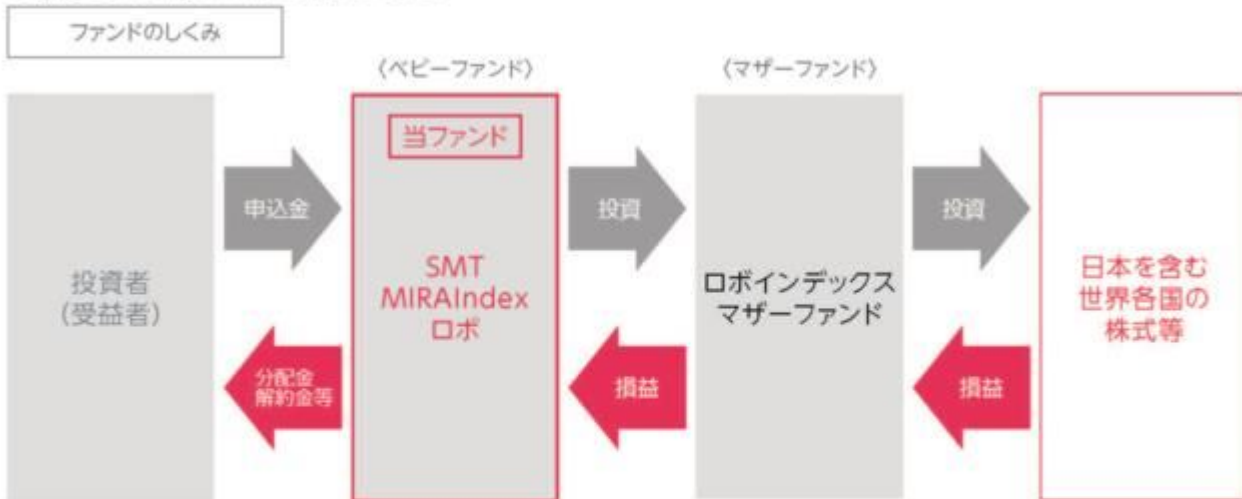 ファンドのしくみ
〈ベビーファンド〉
〈マザーファンド〉
投資者
(受益者)
申込金
分配金
解約金等
当ファンド
SMT
MIRAIndex
ロボ
投資
損益
ロボインデックス
マザーファンド
投資
損益
日本を含む
世界各国の
株式等